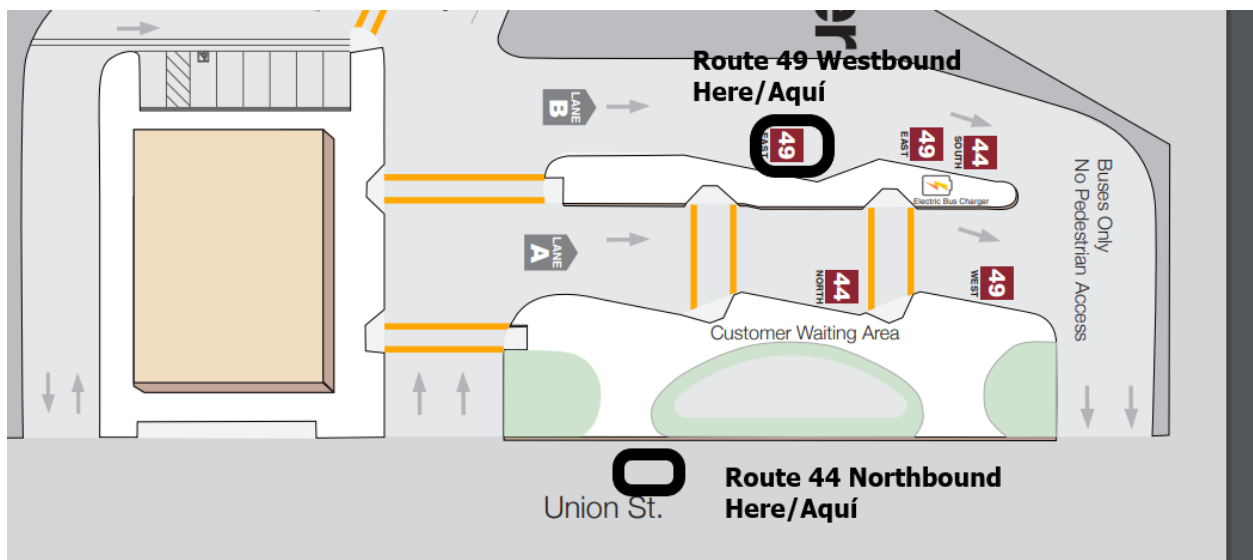 er
Route 49 Westbound
Here/Aquí
LANE
B
49
EAST
49
EAST
44
SOUTH
Electric Bus Charger
Buses Only
No Pedestrian Access
LANE
A
44
NORTH
49
WEST
Customer Waiting Area
Route 44 Northbound
Here/Aquí
Union St.